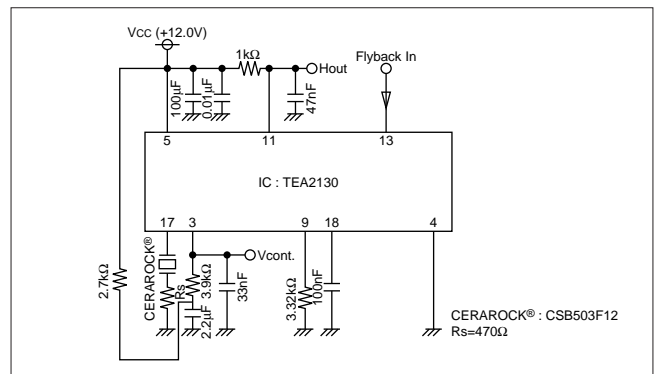 VCC (+12.0V)
1kΩ
Hout
Flyback In
100µF
0.01µF
47nF
5
11
13
IC : TEA2130
17
3
9
18
4
Vcont.
2.7kΩ
CERAROCK®
Rs
3.9kΩ
2.2µF
33nF
3.32kΩ
100nF
CERAROCK® : CSB503F12
Rs=470Ω